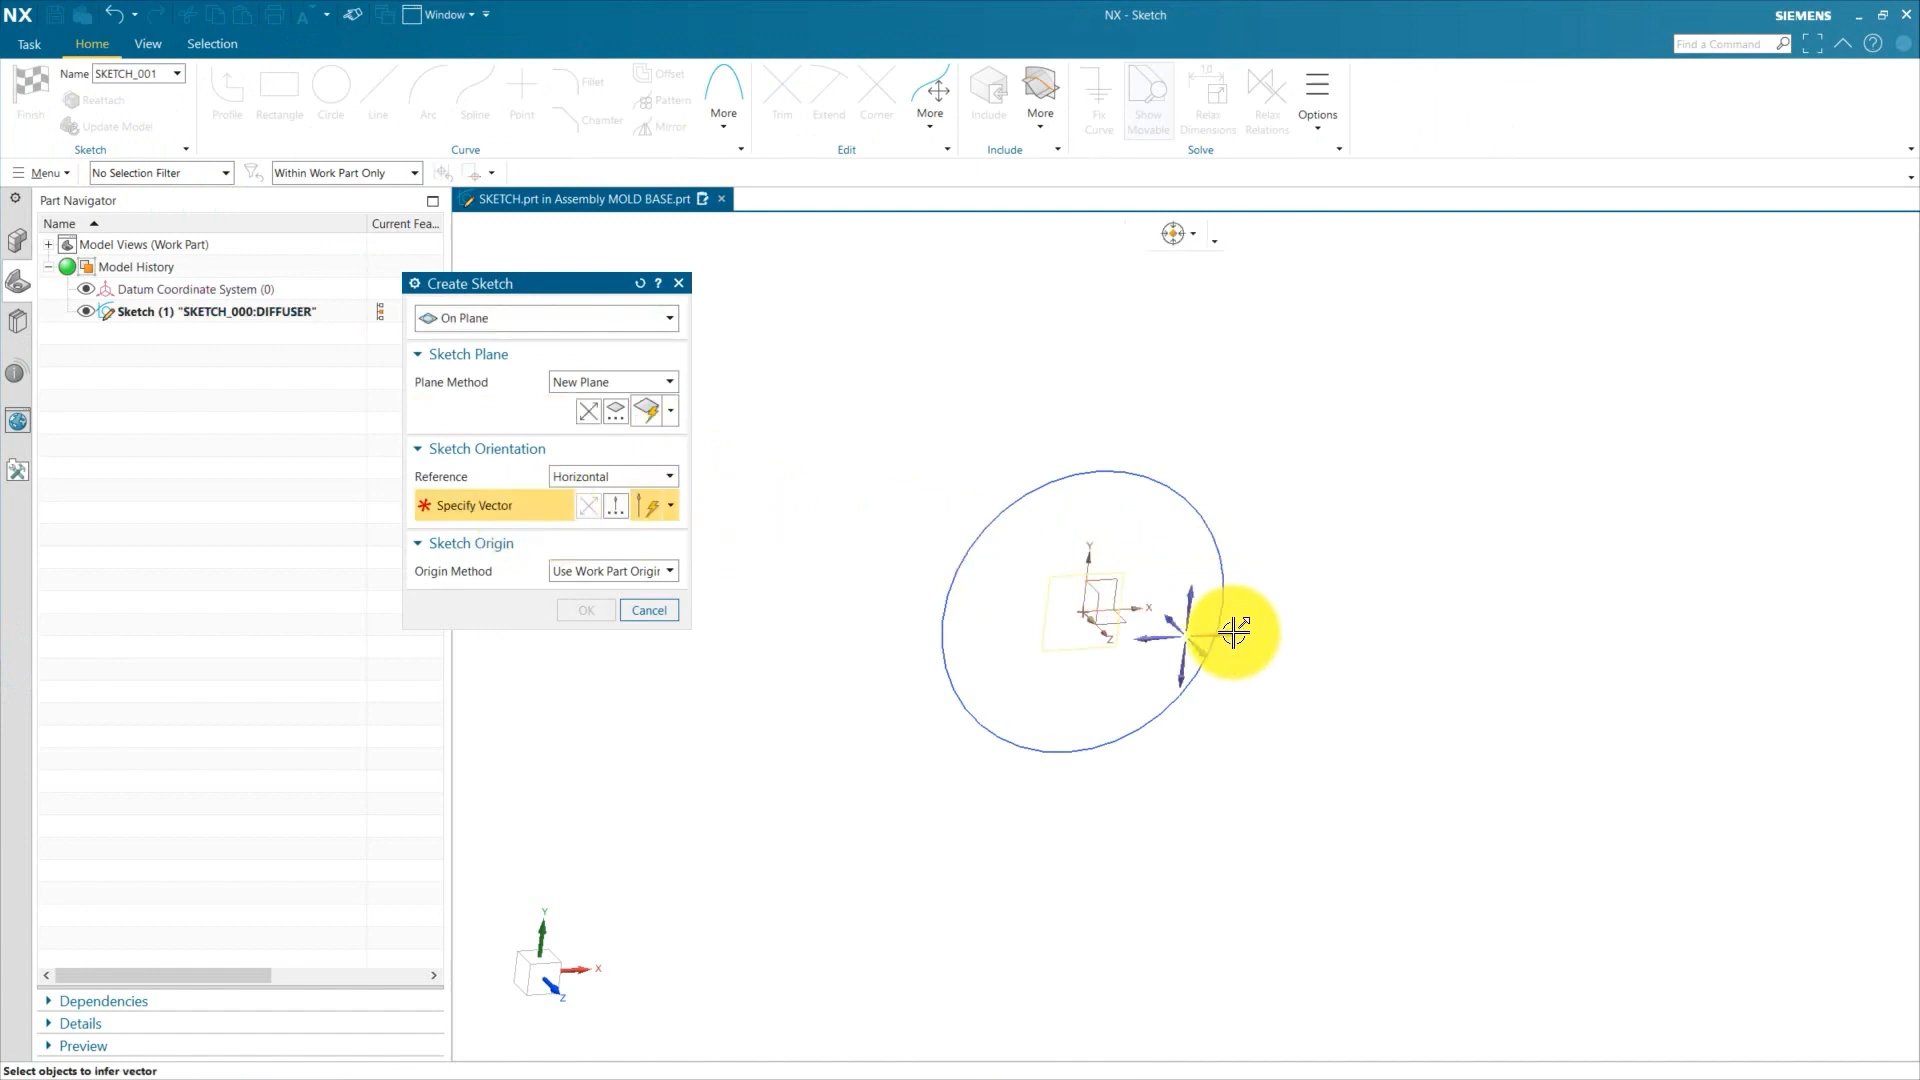 NX
Window
NX - Sketch
SIEMENS
Task
Home
View
Selection
Find a Command
Name SKETCH_001
Finish
Reattach
Update Model
Profile
Rectangle
Circle
Line
Arc
Spline
Point
Fillet
Chamfer
Offset
Pattern
Mirror
More
Trim
Extend
Corner
More
Include
More
Fix
Curve
Show
Movable
1.0
Relax
Dimensions
Relax
Relations
Options
Sketch
Curve
Edit
Include
Solve
Menu
No Selection Filter
Within Work Part Only
Part Navigator
SKETCH.prt in Assembly MOLD BASE.prt
Name
Current Fea...
Model Views (Work Part)
Model History
Datum Coordinate System (0)
Sketch (1) "SKETCH_000:DIFFUSER"
Create Sketch
On Plane
Sketch Plane
Plane Method New Plane
Sketch Orientation
Reference Horizontal
* Specify Vector
Sketch Origin
Origin Method Use Work Part Origir
OK Cancel
Y
X
Z
Y
X
Z
Dependencies
Details
Preview
Select objects to infer vector